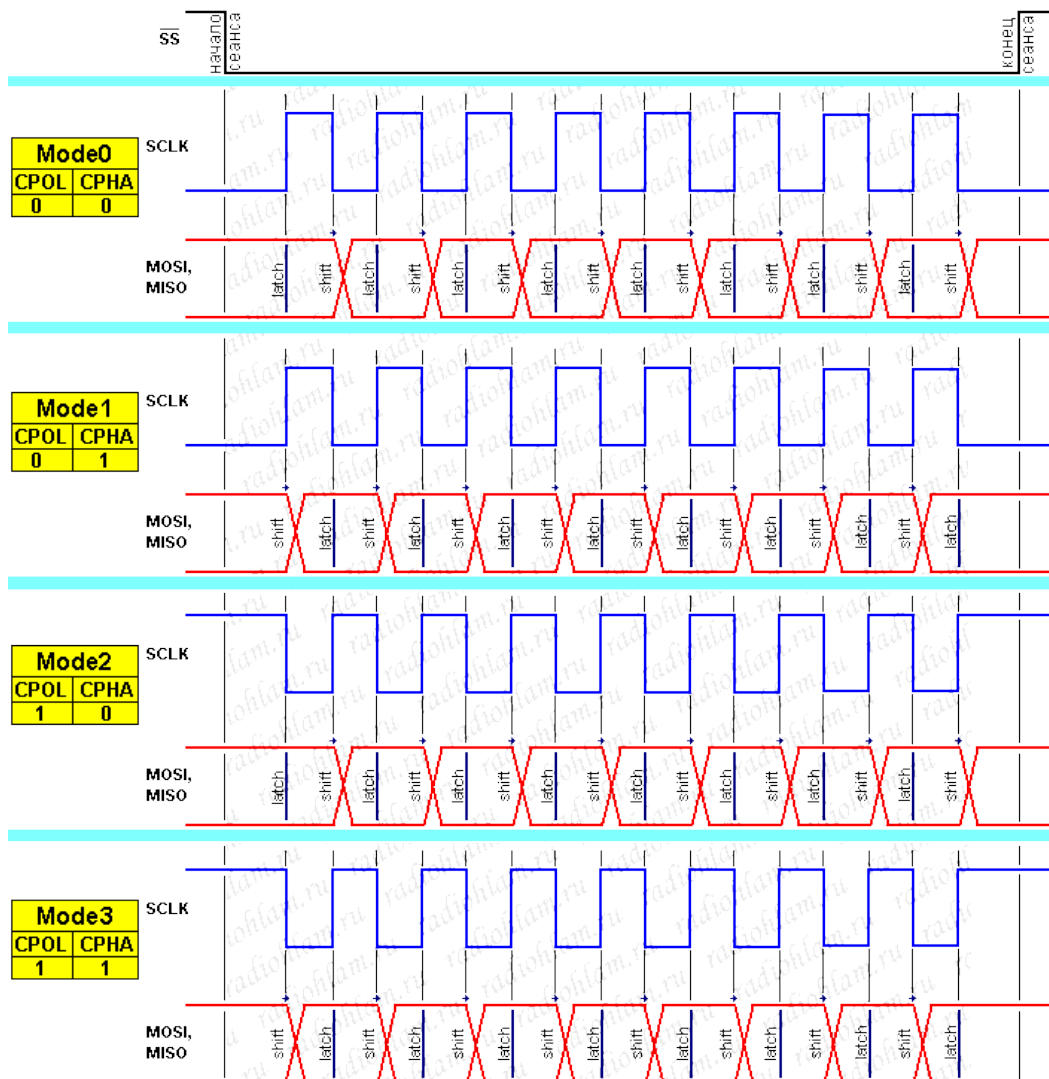 SS
начало
сеанса
конец
сеанса
Mode0
CPOL CPHA
0 0
SCLK
MOSI,
MISO
latch shift latch shift latch shift latch shift latch shift latch shift latch shift latch shift
Mode1
CPOL CPHA
0 1
SCLK
MOSI,
MISO
shift latch shift latch shift latch shift latch shift latch shift latch shift latch shift latch
Mode2
CPOL CPHA
1 0
SCLK
MOSI,
MISO
latch shift latch shift latch shift latch shift latch shift latch shift latch shift latch shift
Mode3
CPOL CPHA
1 1
SCLK
MOSI,
MISO
shift latch shift latch shift latch shift latch shift latch shift latch shift latch shift latch
radiohlam.ru